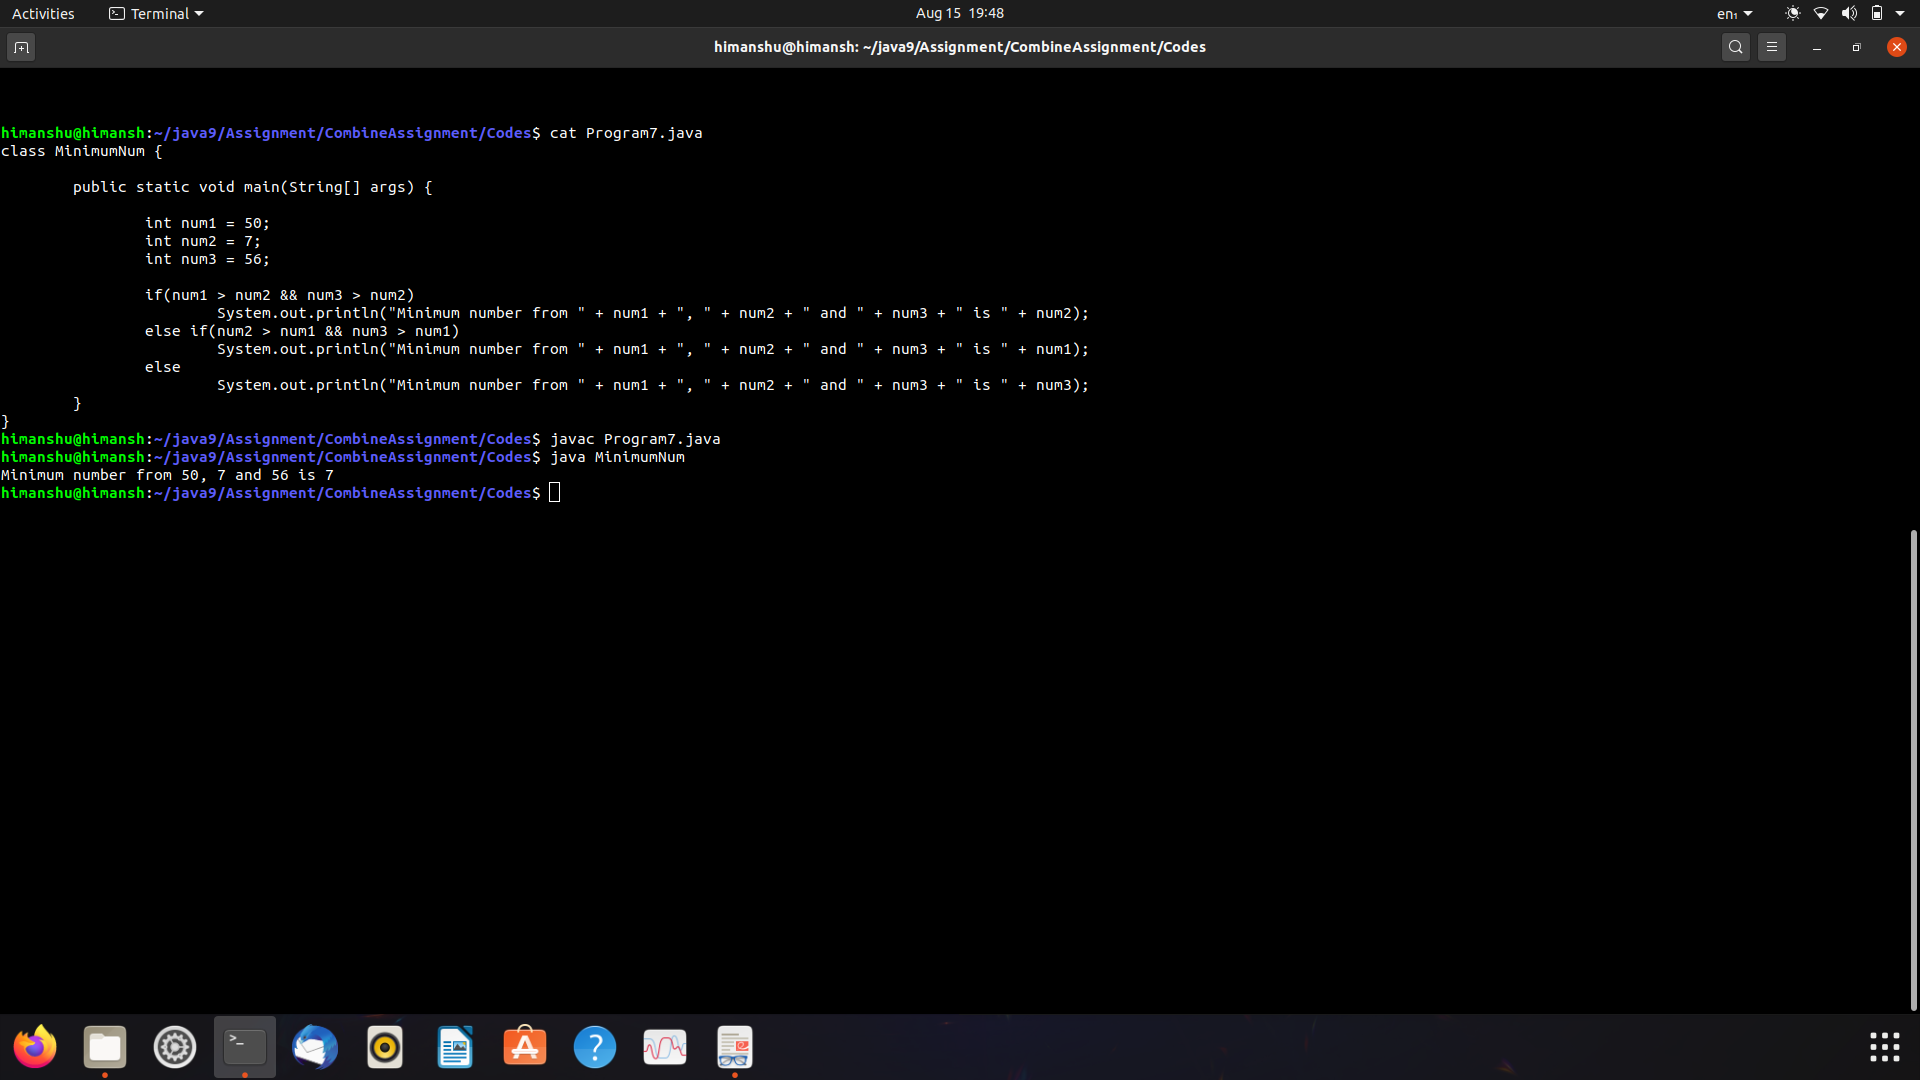 Activities Terminal Aug 15 19:48 en₁
himanshu@himansh: ~/java9/Assignment/CombineAssignment/Codes
himanshu@himansh:~/java9/Assignment/CombineAssignment/Codes$ cat Program7.java
class MinimumNum {
        public static void main(String[] args) {
                int num1 = 50;
                int num2 = 7;
                int num3 = 56;
                if(num1 > num2 && num3 > num2)
                        System.out.println("Minimum number from " + num1 + ", " + num2 + " and " + num3 + " is " + num2);
                else if(num2 > num1 && num3 > num1)
                        System.out.println("Minimum number from " + num1 + ", " + num2 + " and " + num3 + " is " + num1);
                else
                        System.out.println("Minimum number from " + num1 + ", " + num2 + " and " + num3 + " is " + num3);
        }
}
himanshu@himansh:~/java9/Assignment/CombineAssignment/Codes$ javac Program7.java
himanshu@himansh:~/java9/Assignment/CombineAssignment/Codes$ java MinimumNum
Minimum number from 50, 7 and 56 is 7
himanshu@himansh:~/java9/Assignment/CombineAssignment/Codes$